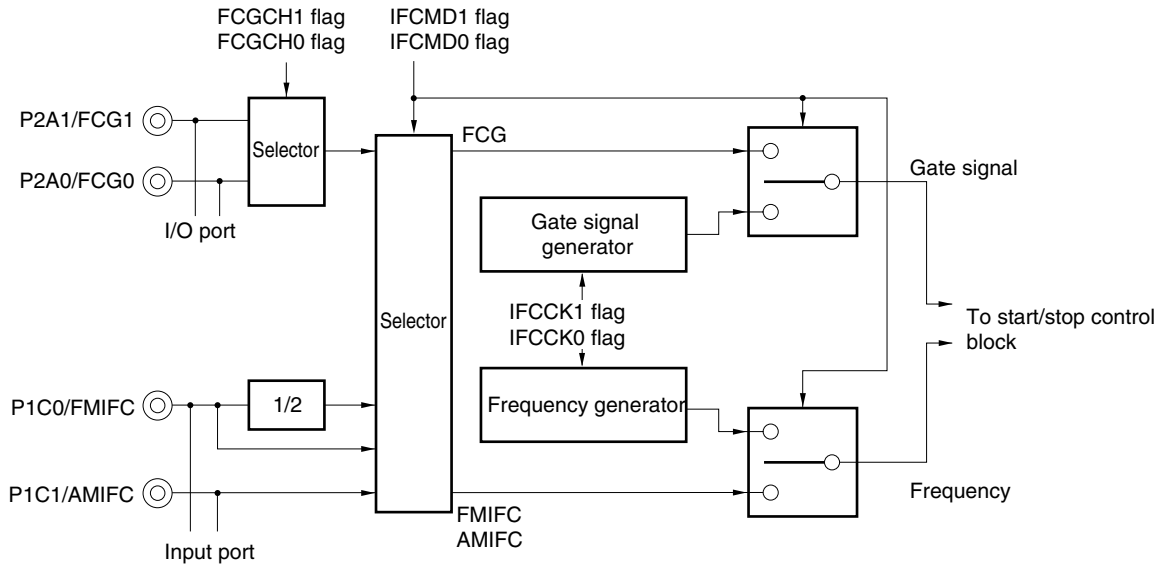 FCGCH1 flag
FCGCH0 flag
IFCMD1 flag
IFCMD0 flag
P2A1/FCG1
P2A0/FCG0
Selector
I/O port
FCG
Gate signal
Gate signal
generator
IFCCK1 flag
IFCCK0 flag
Selector
To start/stop control
block
P1C0/FMIFC
1/2
Frequency generator
P1C1/AMIFC
FMIFC
AMIFC
Frequency
Input port